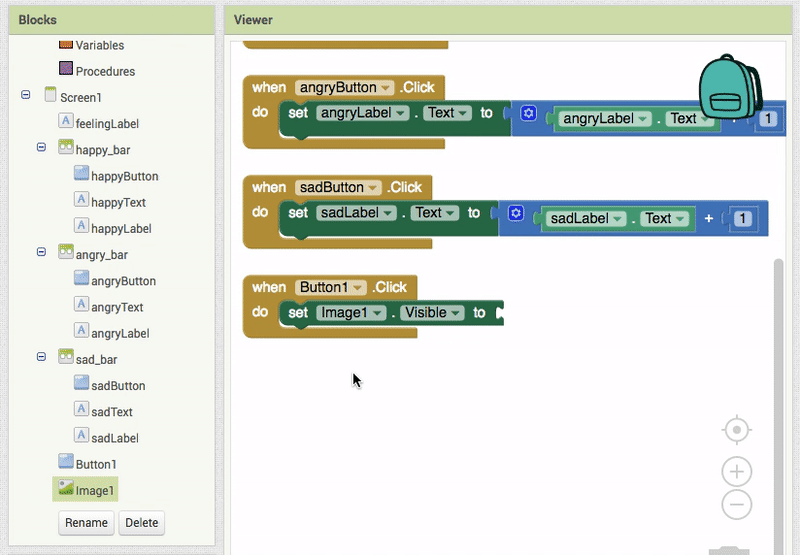 Blocks
Viewer
Variables
Procedures
Screen1
feelingLabel
happy_bar
happyButton
happyText
happyLabel
angry_bar
angryButton
angryText
angryLabel
sad_bar
sadButton
sadText
sadLabel
Button1
Image1
Rename Delete
when angryButton .Click
do set angryLabel . Text to angryLabel . Text 1
when sadButton .Click
do set sadLabel . Text to sadLabel . Text + 1
when Button1 .Click
do set Image1 . Visible to